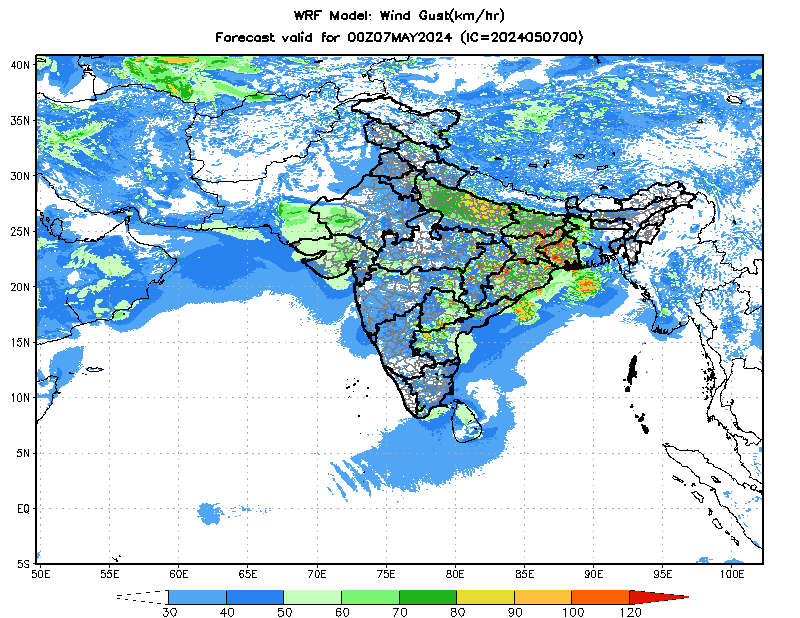 WRF Model: Wind Gust(km/hr)
Forecast valid for 00Z07MAY2024 (IC=2024050700)
40N
35N
30N
25N
20N
15N
10N
5N
EQ
5S
50E 55E 60E 65E 70E 75E 80E 85E 90E 95E 100E
30 40 50 60 70 80 90 100 120